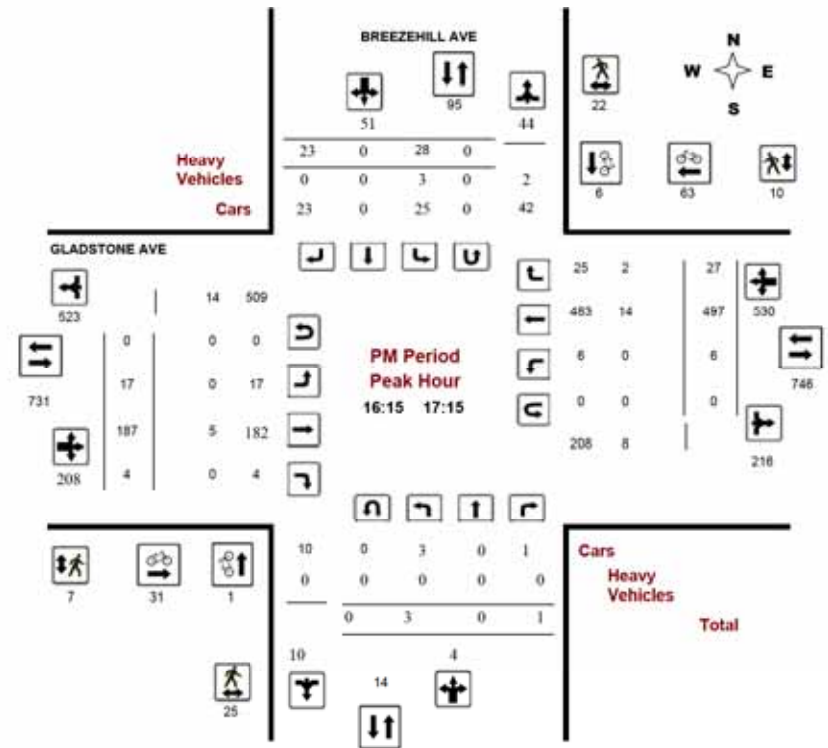 BREEZEHILL AVE
N
W E
S
95
22
51 44
23 0 28 0
Heavy
Vehicles
0 0 3 0 2
Cars
23 0 25 0 42
6 63 10
GLADSTONE AVE
523
14 509
25 2 27
530
0 0 0
483 14 497
731
17 0 17
PM Period
Peak Hour
16:15 17:15
6 0 6
746
187 5 182
0 0 0
208
4 0 4
208 8
216
10 0 3 0 1
Cars
0 0 0 0 0
Heavy
Vehicles
0 3 0 1
Total
7 31 1
10 14 4
25